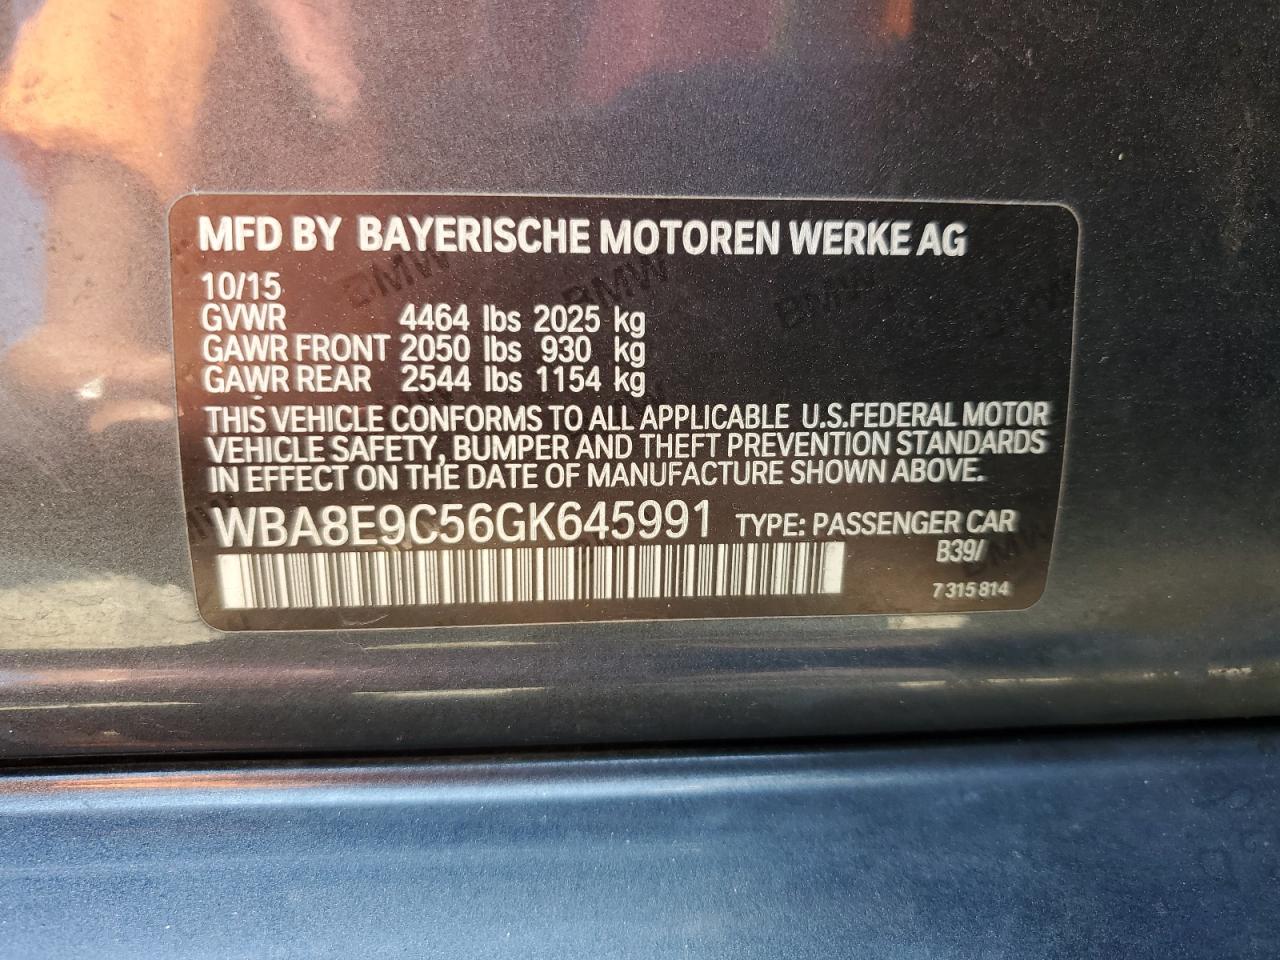 MFD BY BAYERISCHE MOTOREN WERKE AG
10/15
GVWR 4464 lbs 2025 kg
GAWR FRONT 2050 lbs 930 kg
GAWR REAR 2544 lbs 1154 kg
THIS VEHICLE CONFORMS TO ALL APPLICABLE U.S.FEDERAL MOTOR
VEHICLE SAFETY, BUMPER AND THEFT PREVENTION STANDARDS
IN EFFECT ON THE DATE OF MANUFACTURE SHOWN ABOVE.
WBA8E9C56GK645991 TYPE: PASSENGER CAR
B39/
7 315 814